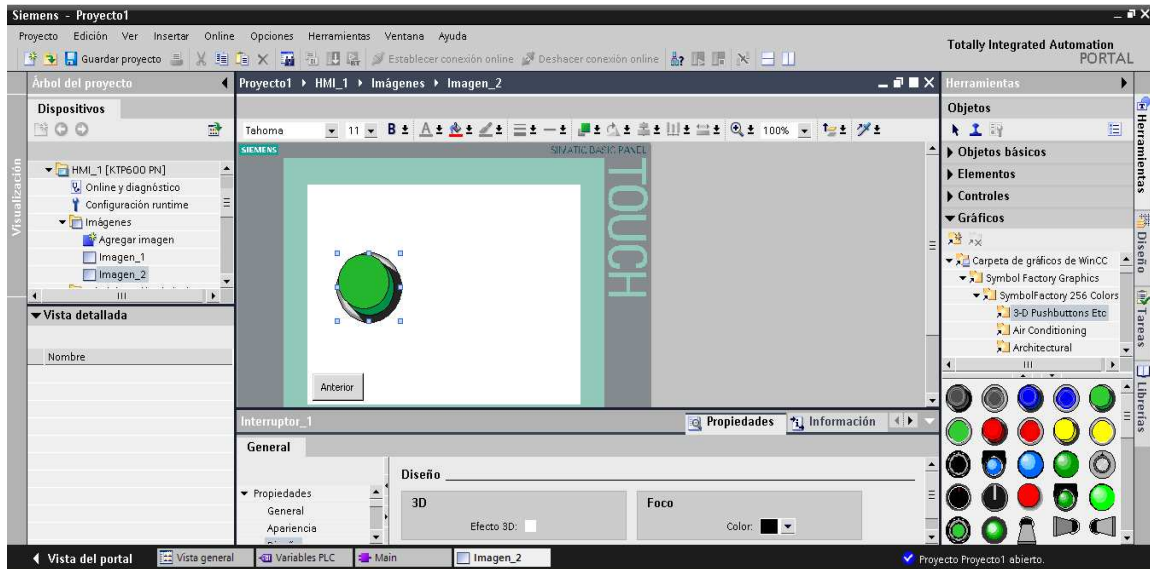 Siemens - Proyecto1
Proyecto Edición Ver Insertar Online Opciones Herramientas Ventana Ayuda
Totally Integrated Automation
PORTAL
Guardar proyecto Establecer conexión online Deshacer conexión online
Árbol del proyecto
Proyecto1 HMI_1 Imágenes Imagen_2
Herramientas
Dispositivos
Objetos
Tahoma 11 B A 100%
SIEMENS
SIMATIC BASIC PANEL
TOUCH
Visualización
HMI_1 [KTP600 PN]
Online y diagnóstico
Configuración runtime
Imágenes
Agregar imagen
Imagen_1
Imagen_2
Vista detallada
Nombre
Anterior
Objetos básicos
Elementos
Controles
Gráficos
Carpeta de gráficos de WinCC
Symbol Factory Graphics
SymbolFactory 256 Colors
3-D Pushbuttons Etc
Air Conditioning
Architectural
Herramientas
Diseño
Tareas
Librerías
Interruptor_1
Propiedades
Información
General
Propiedades
General
Apariencia
Diseño
3D
Efecto 3D:
Foco
Color:
Vista del portal
Vista general
Variables PLC
Main
Imagen_2
Proyecto Proyecto1 abierto.